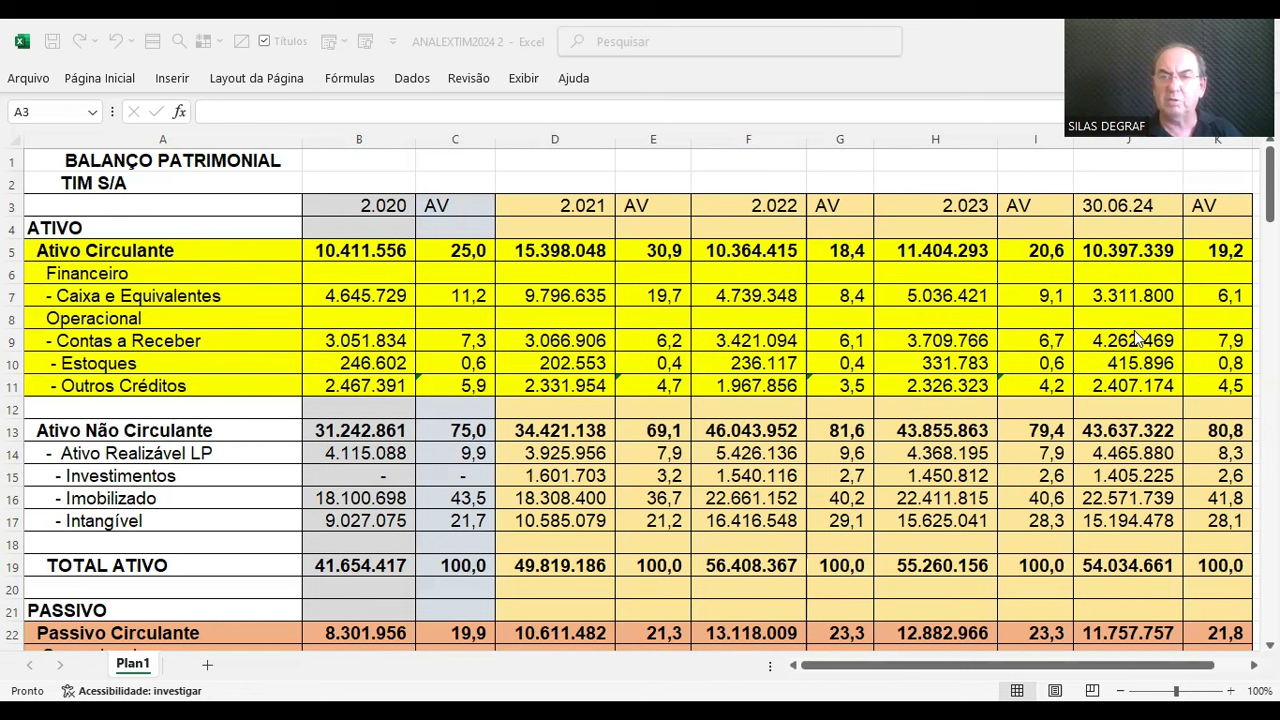 Títulos
ANALEXTIM2024 2 - Excel
Pesquisar
Arquivo Página Inicial Inserir Layout da Página Fórmulas Dados Revisão Exibir Ajuda
SILAS DEGRAF
A3 fx
A B C D E F G H I J K
1 BALANÇO PATRIMONIAL
2 TIM S/A
3 2.020 AV 2.021 AV 2.022 AV 2.023 AV 30.06.24 AV
4 ATIVO
5 Ativo Circulante 10.411.556 25,0 15.398.048 30,9 10.364.415 18,4 11.404.293 20,6 10.397.339 19,2
6 Financeiro
7 - Caixa e Equivalentes 4.645.729 11,2 9.796.635 19,7 4.739.348 8,4 5.036.421 9,1 3.311.800 6,1
8 Operacional
9 - Contas a Receber 3.051.834 7,3 3.066.906 6,2 3.421.094 6,1 3.709.766 6,7 4.262.469 7,9
10 - Estoques 246.602 0,6 202.553 0,4 236.117 0,4 331.783 0,6 415.896 0,8
11 - Outros Créditos 2.467.391 5,9 2.331.954 4,7 1.967.856 3,5 2.326.323 4,2 2.407.174 4,5
12
13 Ativo Não Circulante 31.242.861 75,0 34.421.138 69,1 46.043.952 81,6 43.855.863 79,4 43.637.322 80,8
14 - Ativo Realizável LP 4.115.088 9,9 3.925.956 7,9 5.426.136 9,6 4.368.195 7,9 4.465.880 8,3
15 - Investimentos - - 1.601.703 3,2 1.540.116 2,7 1.450.812 2,6 1.405.225 2,6
16 - Imobilizado 18.100.698 43,5 18.308.400 36,7 22.661.152 40,2 22.411.815 40,6 22.571.739 41,8
17 - Intangível 9.027.075 21,7 10.585.079 21,2 16.416.548 29,1 15.625.041 28,3 15.194.478 28,1
18
19 TOTAL ATIVO 41.654.417 100,0 49.819.186 100,0 56.408.367 100,0 55.260.156 100,0 54.034.661 100,0
20
21 PASSIVO
22 Passivo Circulante 8.301.956 19,9 10.611.482 21,3 13.118.009 23,3 12.882.966 23,3 11.757.757 21,8
Plan1
Pronto Acessibilidade: investigar 100%